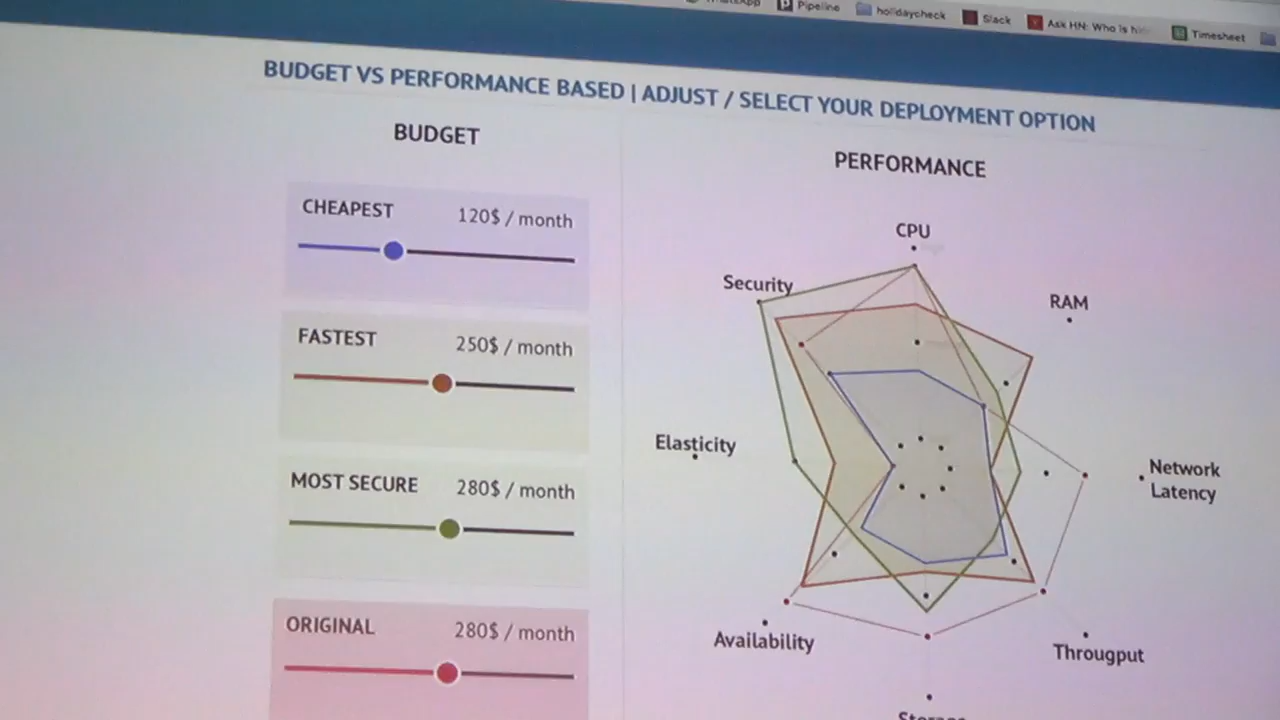 Pipeline
holidaycheck
Slack
Ask HN: Who is
Timesheet
BUDGET VS PERFORMANCE BASED | ADJUST / SELECT YOUR DEPLOYMENT OPTION
BUDGET
CHEAPEST 120$ / month
FASTEST 250$ / month
MOST SECURE 280$ / month
ORIGINAL 280$ / month
PERFORMANCE
CPU
Security
RAM
Elasticity
Network
Latency
Availability
Througput